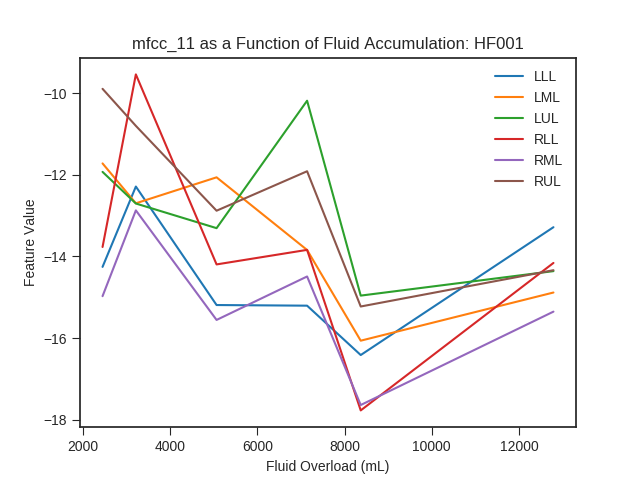 mfcc_11 as a Function of Fluid Accumulation: HF001
LLL
LML
LUL
RLL
RML
RUL
Feature Value
−10
−12
−14
−16
−18
2000 4000 6000 8000 10000 12000
Fluid Overload (mL)